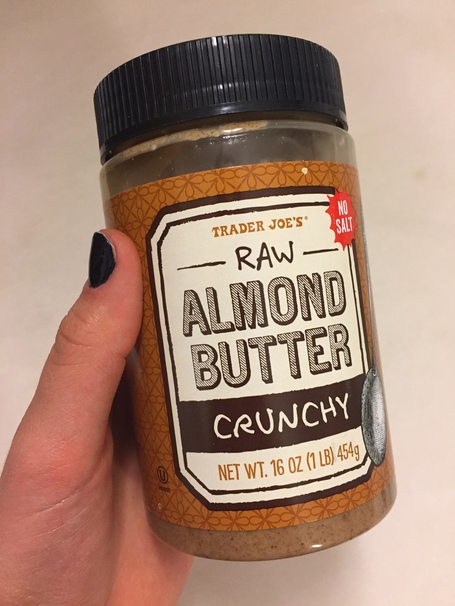 TRADER JOE'S®
NO
SALT
RAW
ALMOND
BUTTER
CRUNCHY
NET WT. 16 OZ (1 LB) 454g
U